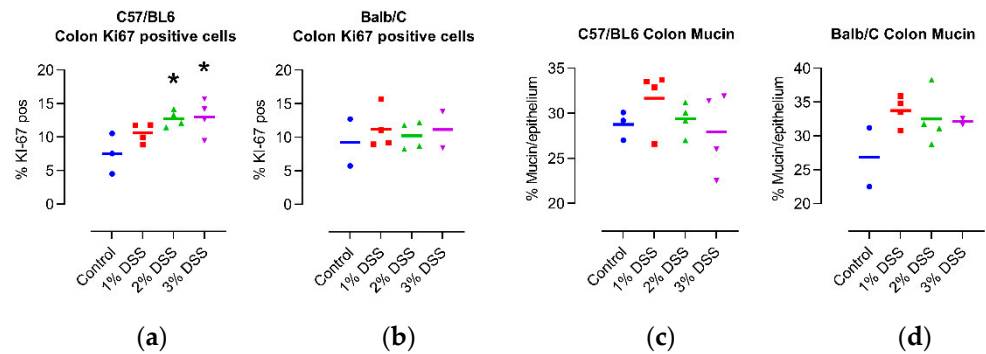 C57/BL6
Colon Ki67 positive cells
% KI-67 pos
20
15
10
5
0
*
*
Control
1% DSS
2% DSS
3% DSS
(a)
Balb/C
Colon Ki67 positive cells
% KI-67 pos
20
15
10
5
0
Control
1% DSS
2% DSS
3% DSS
(b)
C57/BL6 Colon Mucin
% Mucin/epithelium
35
30
25
20
Control
1% DSS
2% DSS
3% DSS
(c)
Balb/C Colon Mucin
% Mucin/epithelium
40
35
30
25
20
Control
1% DSS
2% DSS
3% DSS
(d)